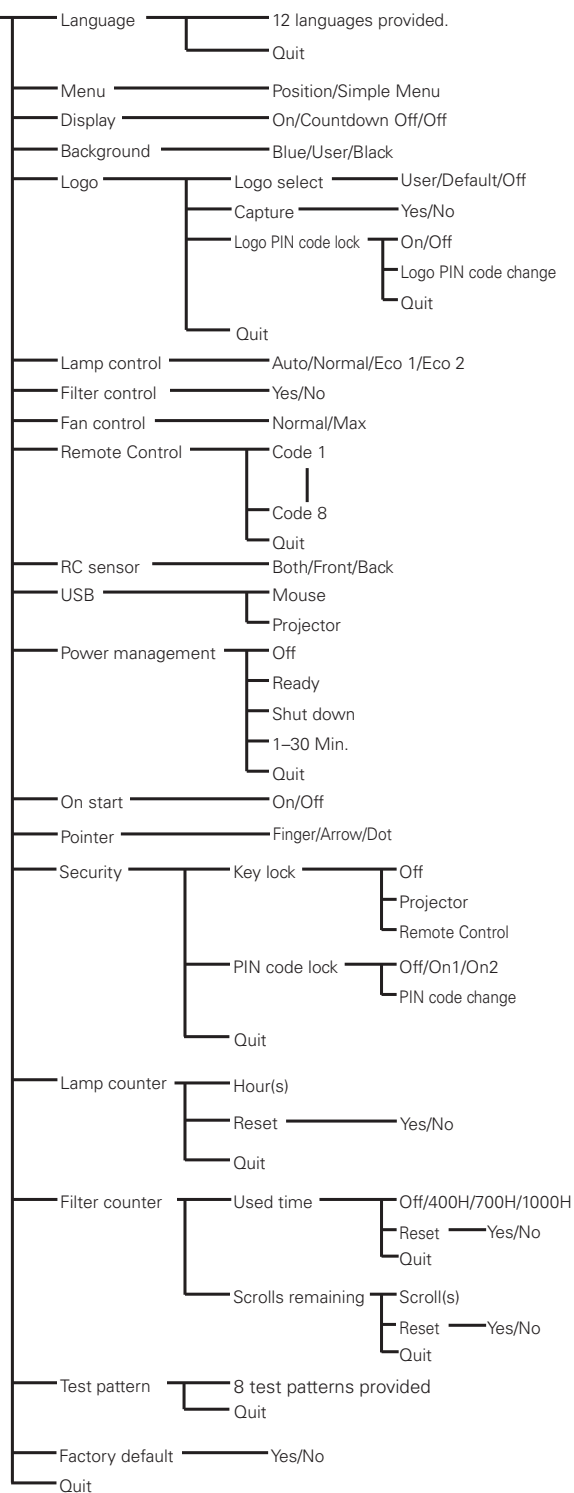 Language 12 languages provided.
Quit
Menu Position/Simple Menu
Display On/Countdown Off/Off
Background Blue/User/Black
Logo Logo select User/Default/Off
Capture Yes/No
Logo PIN code lock On/Off
Logo PIN code change
Quit
Quit
Lamp control Auto/Normal/Eco 1/Eco 2
Filter control Yes/No
Fan control Normal/Max
Remote Control Code 1
Code 8
Quit
RC sensor Both/Front/Back
USB Mouse
Projector
Power management Off
Ready
Shut down
1–30 Min.
Quit
On start On/Off
Pointer Finger/Arrow/Dot
Security Key lock Off
Projector
Remote Control
PIN code lock Off/On1/On2
PIN code change
Quit
Lamp counter Hour(s)
Reset Yes/No
Quit
Filter counter Used time Off/400H/700H/1000H
Reset Yes/No
Quit
Scrolls remaining Scroll(s)
Reset Yes/No
Quit
Test pattern 8 test patterns provided
Quit
Factory default Yes/No
Quit